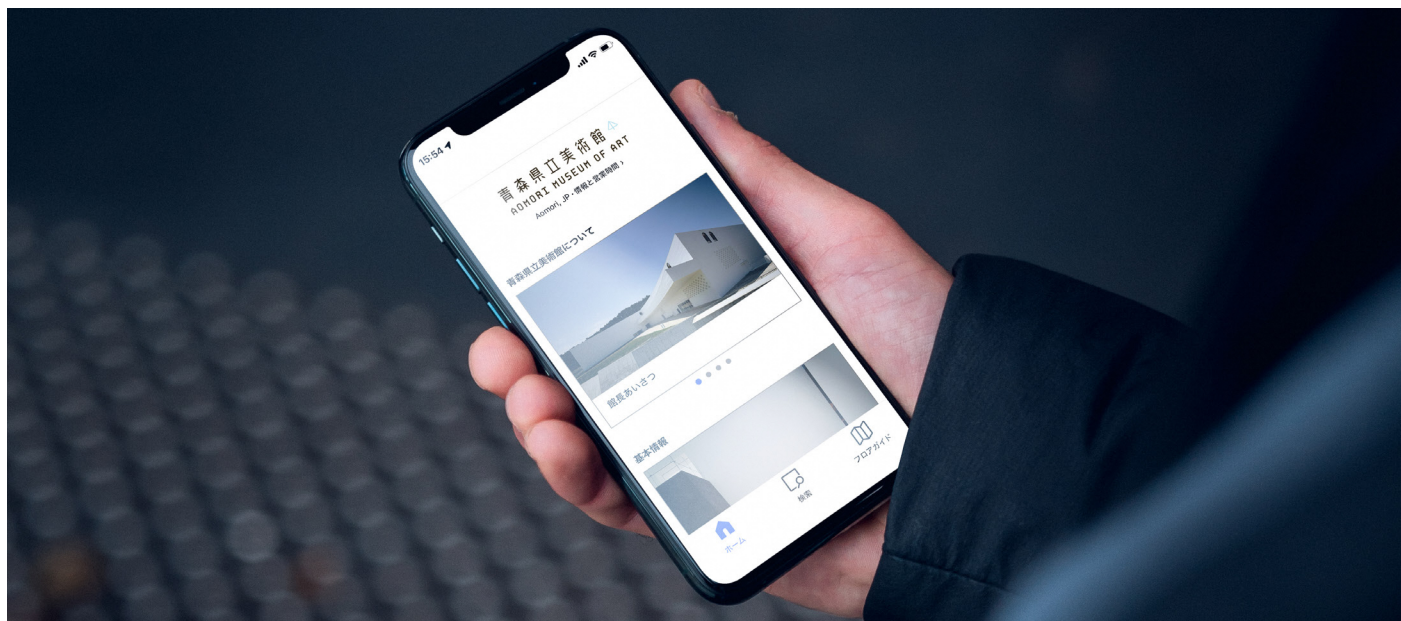 15:54
青森県立美術館
AOMORI MUSEUM OF ART
Aomori, JP・情報と営業時間 ›
青森県立美術館について
館長あいさつ
基本情報
ホーム
検索
フロアガイド